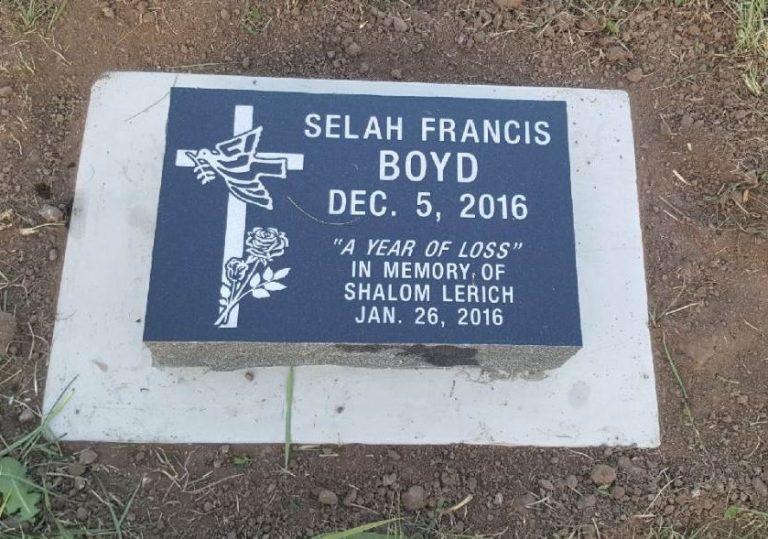 SELAH FRANCIS
BOYD
DEC. 5, 2016
"A YEAR OF LOSS"
IN MEMORY OF
SHALOM LERICH
JAN. 26, 2016